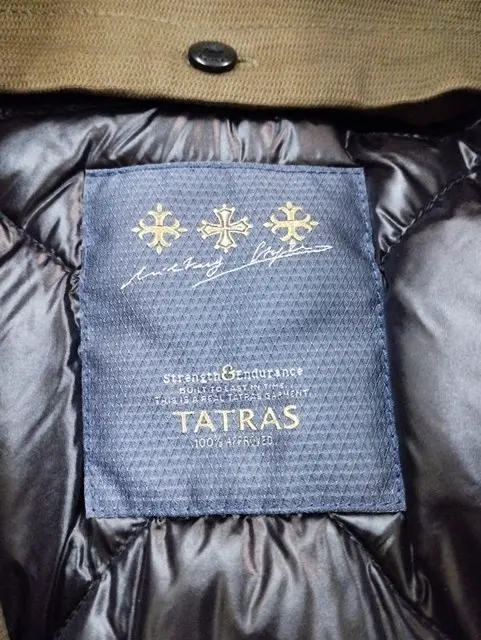 Strength&Endurance
BUILT TO LAST IN TIME.
THIS IS A REAL TATRAS GARMENT
TATRAS
100% APPROVED